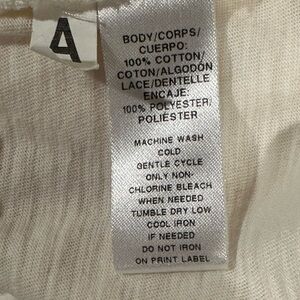 A
BODY/CORPS/
CUERPO:
100% COTTON/
COTON/ALGODÓN
LACE/DENTELLE
ENCAJE:
100% POLYESTER/
POLIÉSTER
MACHINE WASH
COLD
GENTLE CYCLE
ONLY NON-
CHLORINE BLEACH
WHEN NEEDED
TUMBLE DRY LOW
COOL IRON
IF NEEDED
DO NOT IRON
ON PRINT LABEL